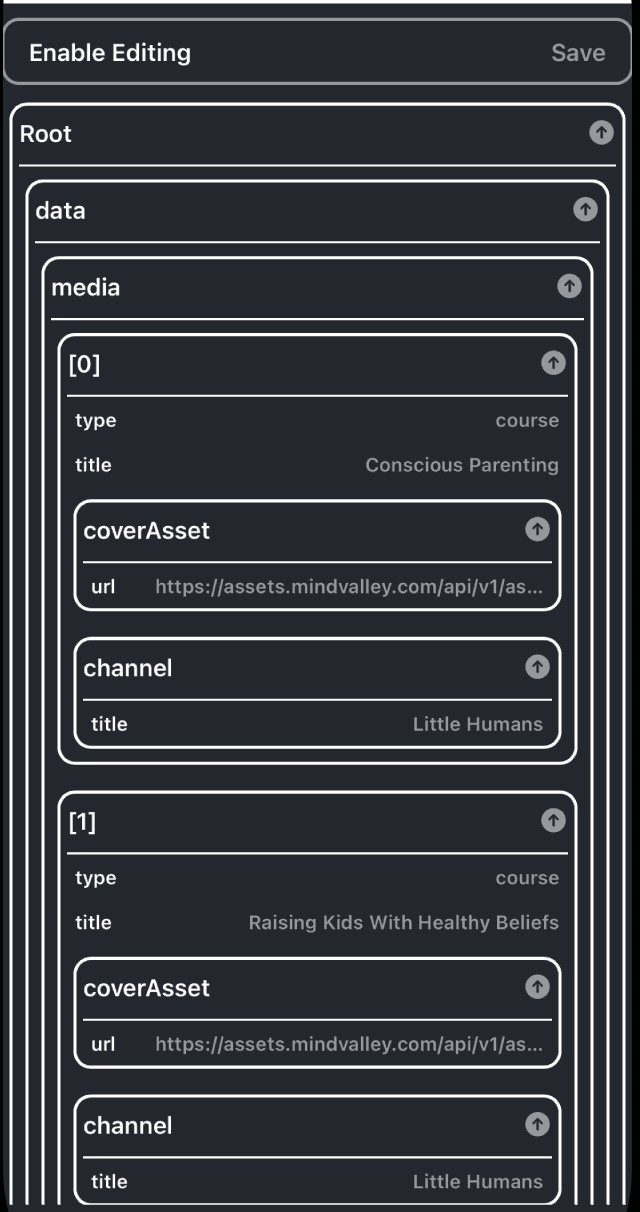 Enable Editing Save
Root
data
media
[0]
type course
title Conscious Parenting
coverAsset
url https://assets.mindvalley.com/api/v1/as...
channel
title Little Humans
[1]
type course
title Raising Kids With Healthy Beliefs
coverAsset
url https://assets.mindvalley.com/api/v1/as...
channel
title Little Humans